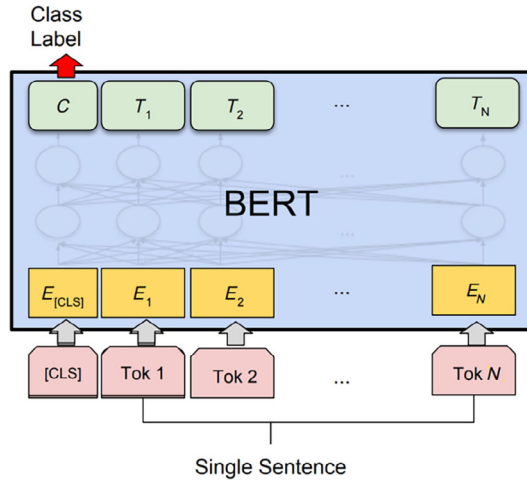 Class
Label
C T1 T2 ... TN
...
BERT
...
E[CLS] E1 E2 ... EN
[CLS] Tok 1 Tok 2 ... Tok N
Single Sentence